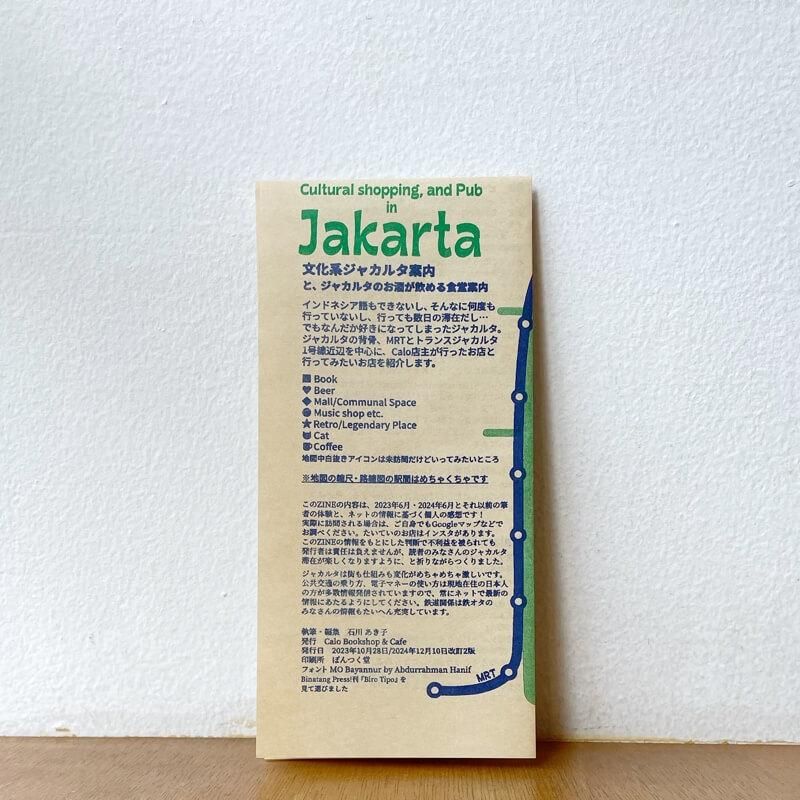 Cultural shopping, and Pub
in
Jakarta
文化系ジャカルタ案内
と、ジャカルタのお酒が飲める食堂案内
インドネシア語もできないし、そんなに何度も
行っていないし、行っても数日の滞在だし…
でもなんだか好きになってしまったジャカルタ。
ジャカルタの背骨、MRTとトランスジャカルタ
1号線近辺を中心に、Calo店主が行ったお店と
行ってみたいお店を紹介します。
Book
Beer
Mall/Communal Space
Music shop etc.
Retro/Legendary Place
Cat
Coffee
地図中白抜きアイコンは未訪問だけどいってみたいところ
※地図の縮尺・路線図の駅間はめちゃくちゃです
このZINEの内容は、2023年6月・2024年6月とそれ以前の筆
者の体験と、ネットの情報に基づく個人の感想です！
実際に訪問される場合は、ご自身でもGoogleマップなどで
お調べください。たいていのお店はインスタがあります。
このZINEの情報をもとにした判断で不利益を被られても
発行者は責任は負えませんが、読者のみなさんのジャカルタ
滞在が楽しくなりますように、と祈りながらつくりました。
ジャカルタは街も仕組みも変化がめちゃめちゃ激しいです。
公共交通の乗り方、電子マネーの使い方は現地在住の日本人
の方が多数情報発信されていますので、常にネットで最新の
情報にあたるようにしてください。鉄道関係は鉄オタの
みなさんの情報もたいへん充実しています。
執筆・編集 石川 あき子
発行 Calo Bookshop & Cafe
発行日 2023年10月28日/2024年12月10日改訂2版
印刷所 ぽんつく堂
フォント MO Bayannur by Abdurrahman Hanif
Binatang Press!刊『Biro Tipo』を
見て選びました
MRT